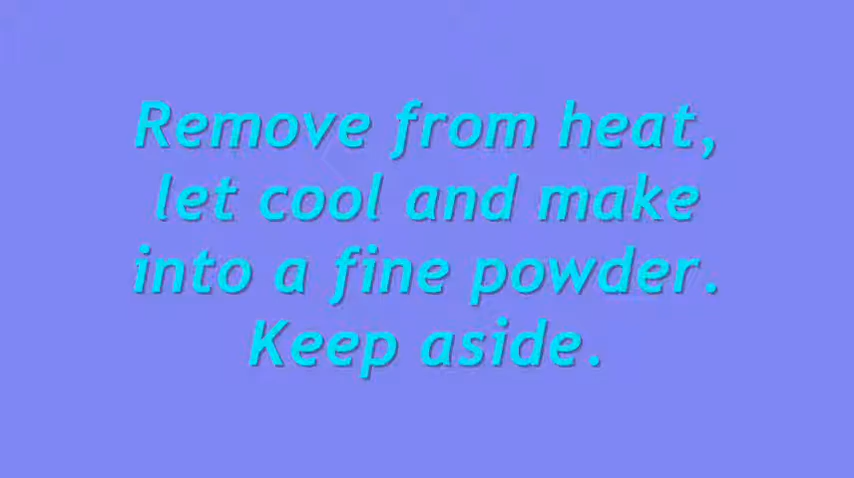 Remove from heat,
let cool and make
into a fine powder.
Keep aside.